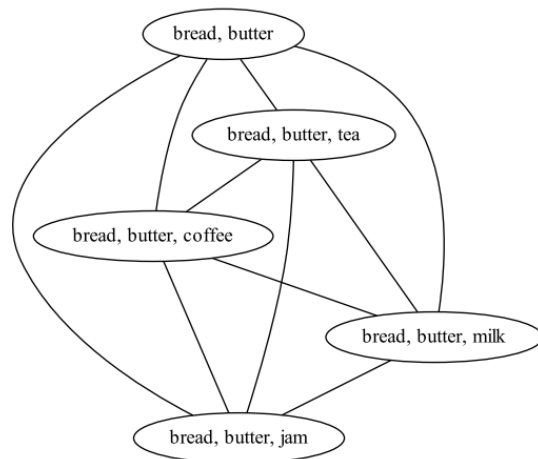 bread, butter
bread, butter, tea
bread, butter, coffee
bread, butter, milk
bread, butter, jam